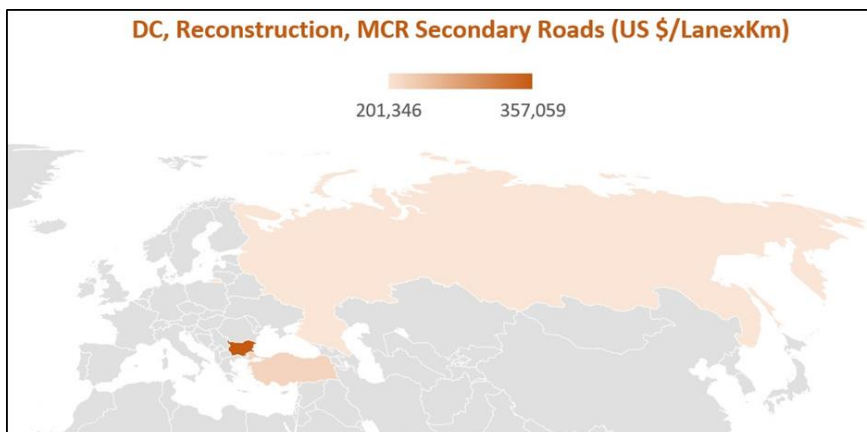 DC, Reconstruction, MCR Secondary Roads (US $/LanexKm)
201,346 357,059